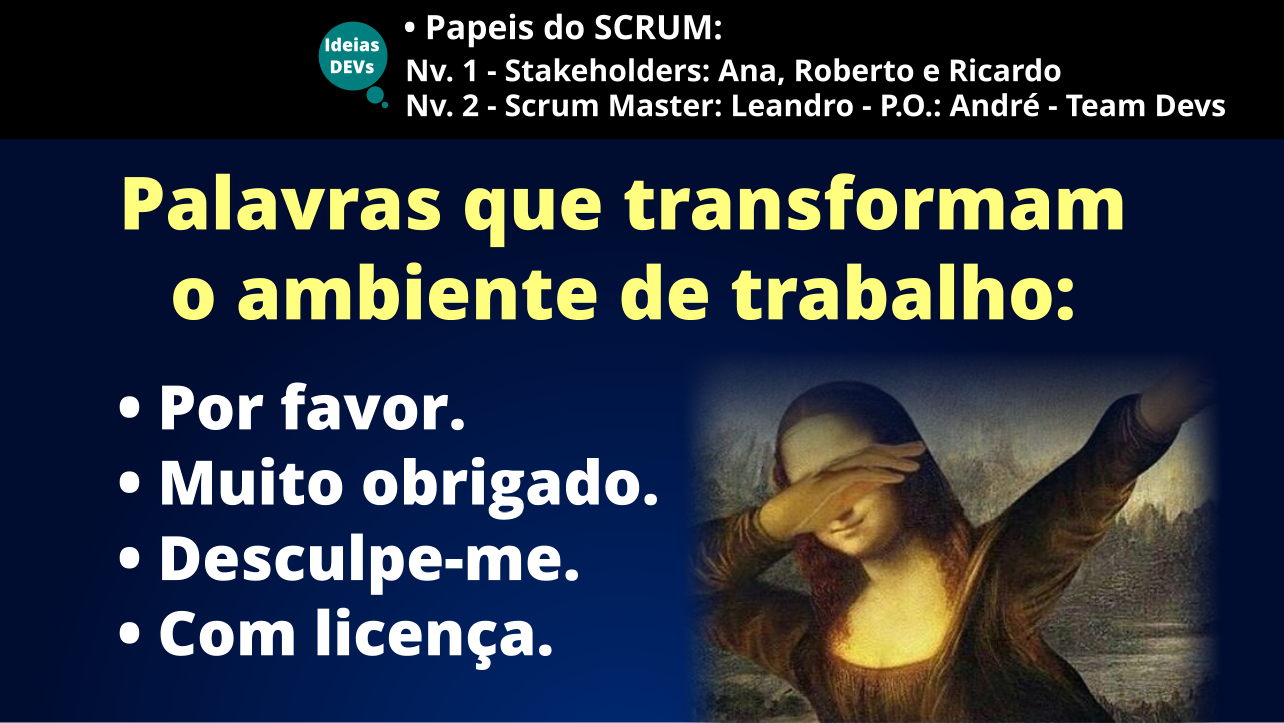 Ideias
DEVs
• Papeis do SCRUM:
Nv. 1 - Stakeholders: Ana, Roberto e Ricardo
Nv. 2 - Scrum Master: Leandro - P.O.: André - Team Devs
Palavras que transformam
o ambiente de trabalho:
• Por favor.
• Muito obrigado.
• Desculpe-me.
• Com licença.